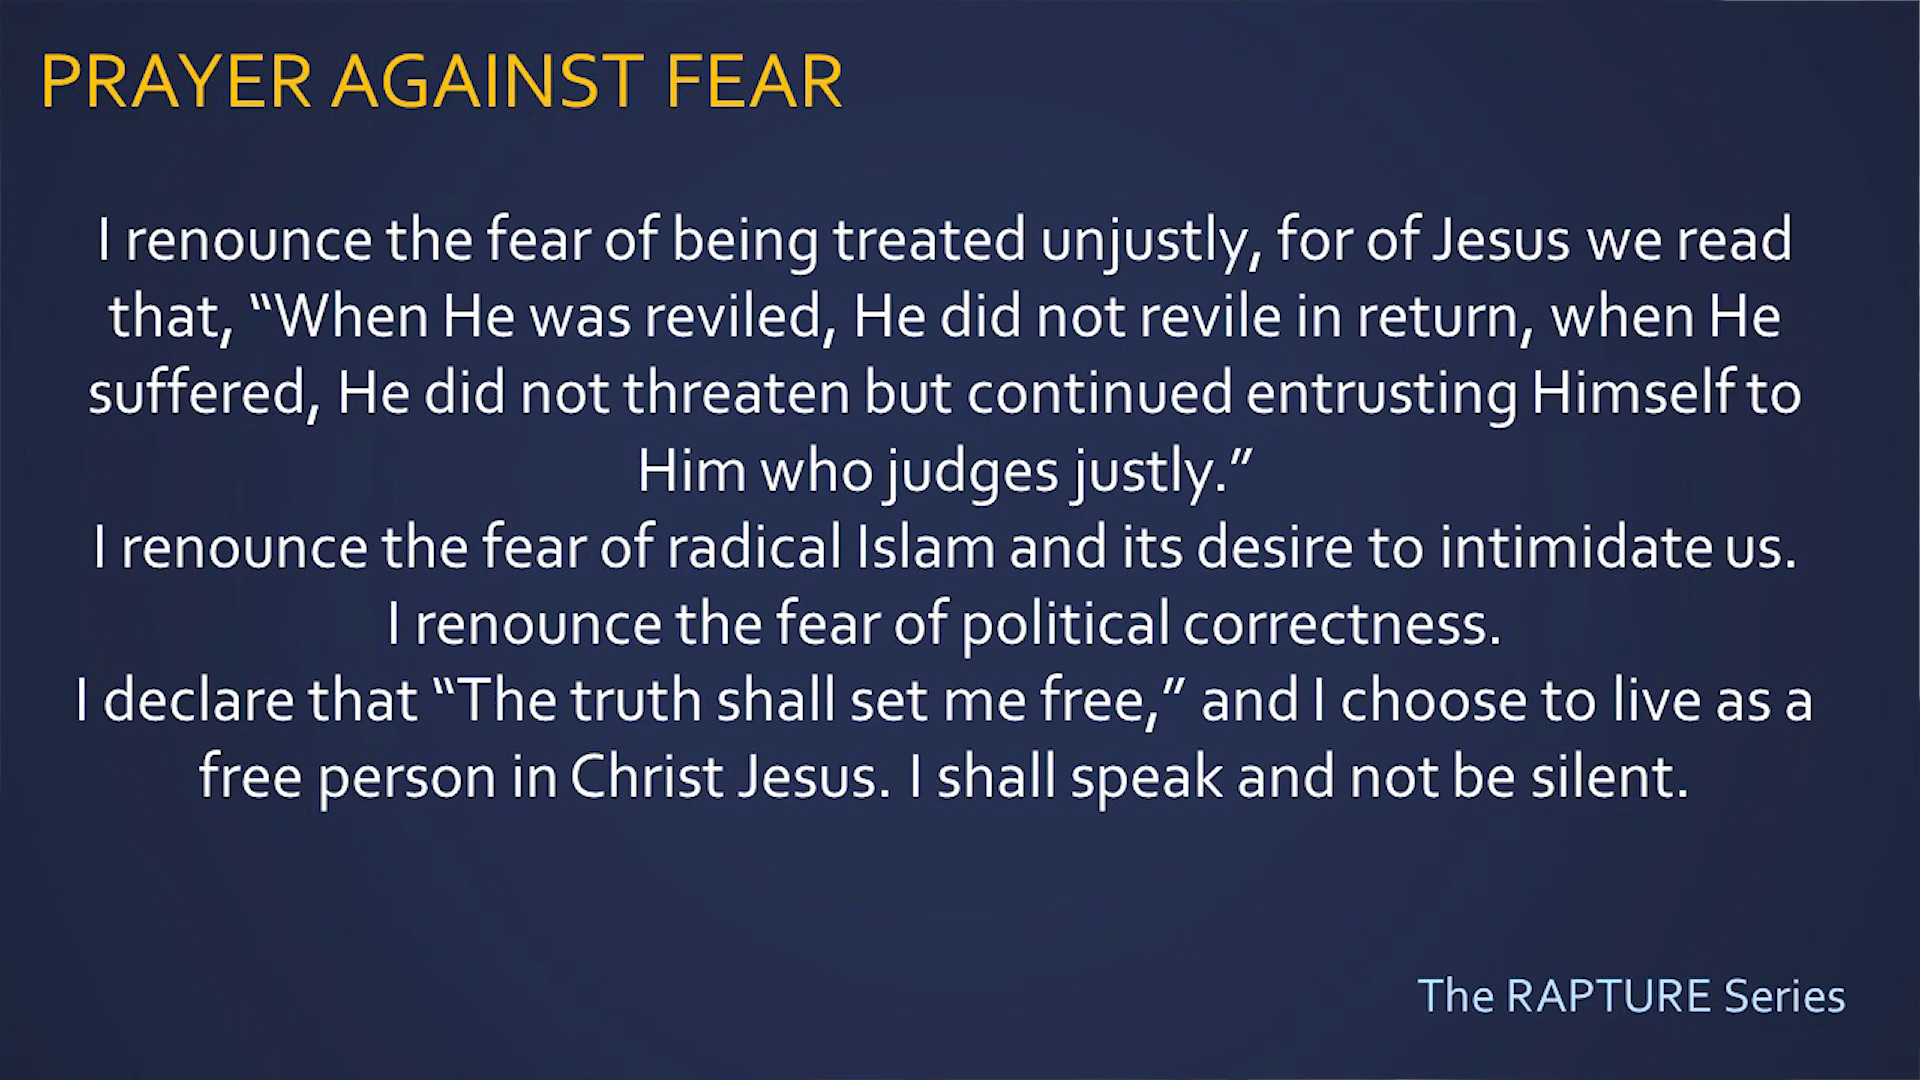 PRAYER AGAINST FEAR
I renounce the fear of being treated unjustly, for of Jesus we read
that, “When He was reviled, He did not revile in return, when He
suffered, He did not threaten but continued entrusting Himself to
Him who judges justly.”
I renounce the fear of radical Islam and its desire to intimidate us.
I renounce the fear of political correctness.
I declare that “The truth shall set me free,” and I choose to live as a
free person in Christ Jesus. I shall speak and not be silent.
The RAPTURE Series